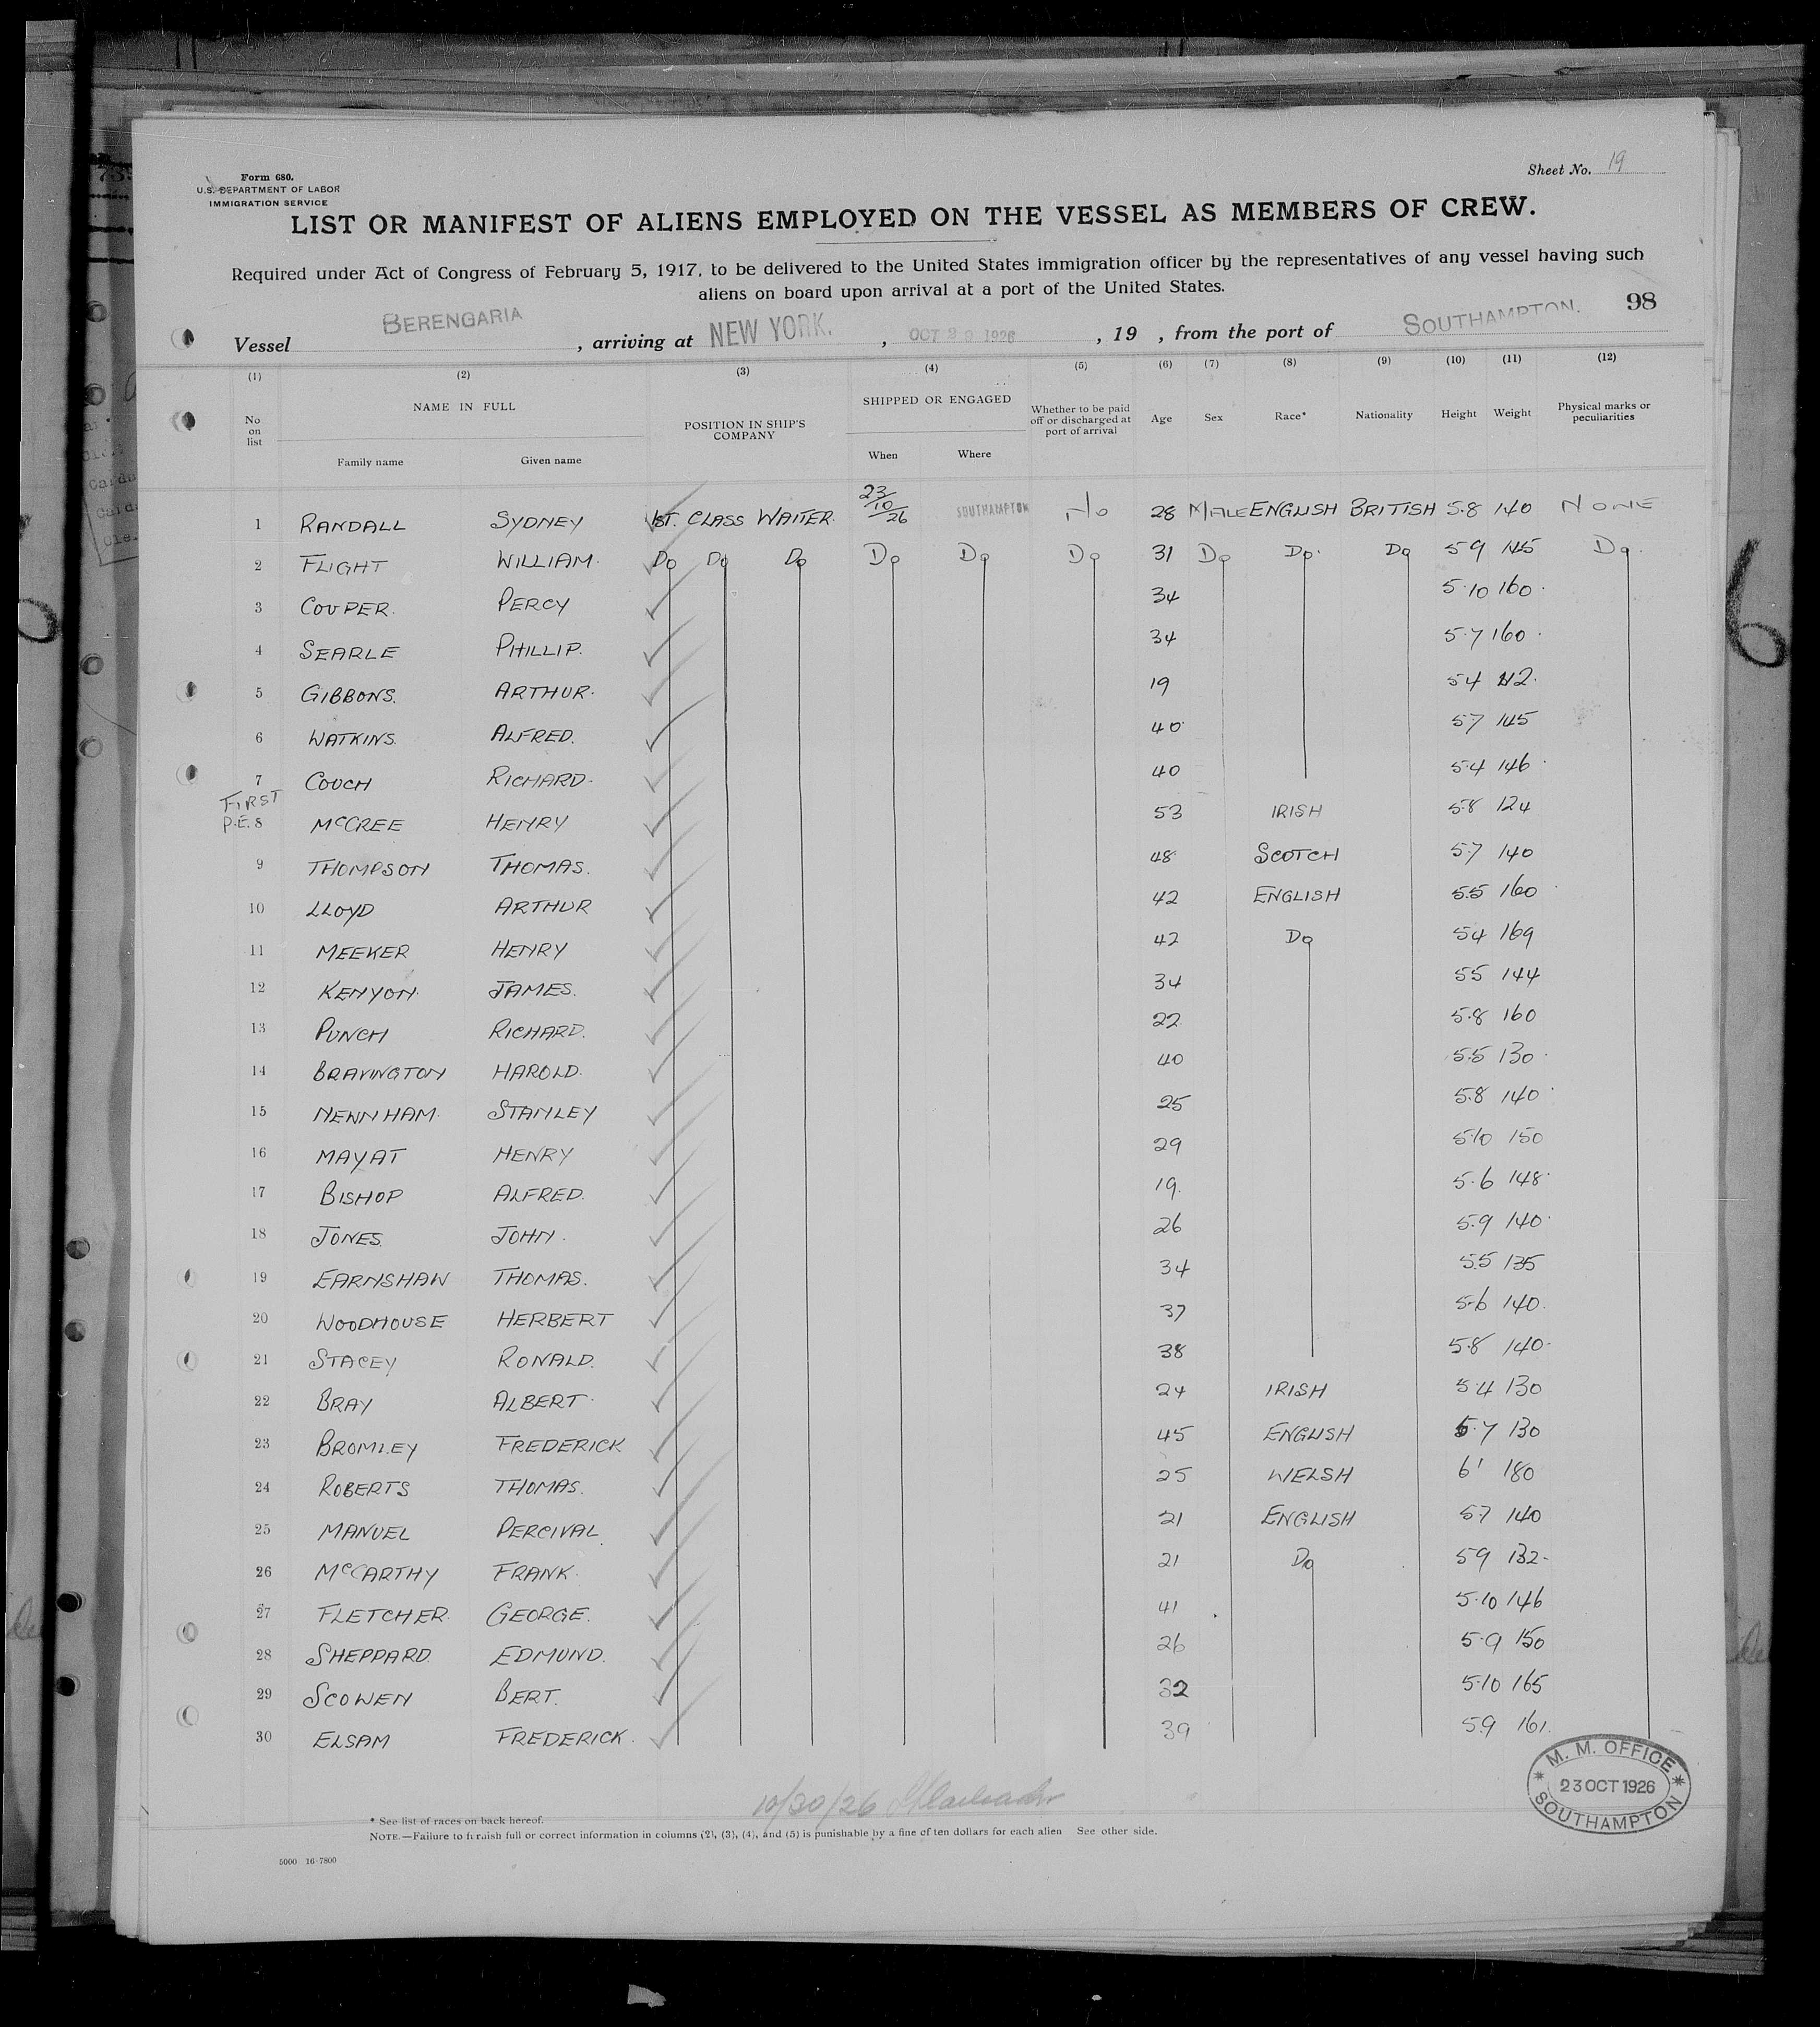 Form 680.
U.S. DEPARTMENT OF LABOR
IMMIGRATION SERVICE
Sheet No. 19
LIST OR MANIFEST OF ALIENS EMPLOYED ON THE VESSEL AS MEMBERS OF CREW.
Required under Act of Congress of February 5, 1917, to be delivered to the United States immigration officer by the representatives of any vessel having such
aliens on board upon arrival at a port of the United States.
98
Vessel BERENGARIA, arriving at NEW YORK., OCT 29 1926, 19 , from the port of SOUTHAMPTON.
(1) (2) (3) (4) (5) (6) (7) (8) (9) (10) (11) (12)
No on list NAME IN FULL POSITION IN SHIP'S COMPANY SHIPPED OR ENGAGED Whether to be paid off or discharged at port of arrival Age Sex Race* Nationality Height Weight Physical marks or peculiarities
Family name Given name When Where
1 RANDALL SYDNEY 1ST. CLASS WAITER. 23/10/26 SOUTHAMPTON No 28 MALE ENGLISH BRITISH 5.8 140 NONE
2 FLIGHT WILLIAM. Do Do Do Do Do Do 31 Do Do. Do 5 9 145 Do.
3 COUPER. PERCY 34 5.10 160.
4 SEARLE PHILLIP. 34 5.7 160.
5 GIBBONS. ARTHUR. 19 5 4 112.
6 WATKINS. ALFRED. 40 5 7 145
7 COUCH RICHARD. 40 5.4 146.
FIRST
P.E. 8 McCREE HENRY 53 IRISH 5.8 124
9 THOMPSON THOMAS. 48 SCOTCH 5.7 140
10 LLOYD ARTHUR 42 ENGLISH 5.5 160
11 MEEKER HENRY 42 Do 5 4 169
12 KENYON. JAMES. 34 5 5 144
13 PUNCH RICHARD. 22 5.8 160
14 BRAVINGTON HAROLD. 40 5.5 130.
15 NENNHAM. STANLEY 25 5.8 140
16 MAYAT HENRY 29 5.10 150
17 BISHOP ALFRED. 19. 5.6 148
18 JONES. JOHN. 26 5.9 140
19 EARNSHAW THOMAS. 34 5.5 135
20 WOODHOUSE HERBERT 37 5.6 140.
21 STACEY RONALD. 38 5.8 140.
22 BRAY ALBERT. 24 IRISH 5 4 130
23 BROMLEY FREDERICK 45 ENGLISH 5.7 130
24 ROBERTS THOMAS. 25 WELSH 6' 180
25 MANUEL PERCIVAL 21 ENGLISH 5 7 140
26 McCARTHY FRANK. 21 Do 5 9 132.
27 FLETCHER. GEORGE. 41 5.10 146
28 SHEPPARD. EDMUND. 26 5.9 150
29 SCOWEN BERT. 32 5.10 165
30 ELSAM FREDERICK. 39 5.9 161.
M. M. OFFICE
23 OCT 1926
SOUTHAMPTON
10/30/26
* See list of races on back hereof.
NOTE.—Failure to furnish full or correct information in columns (2), (3), (4), and (5) is punishable by a fine of ten dollars for each alien See other side.
5000 16-7800